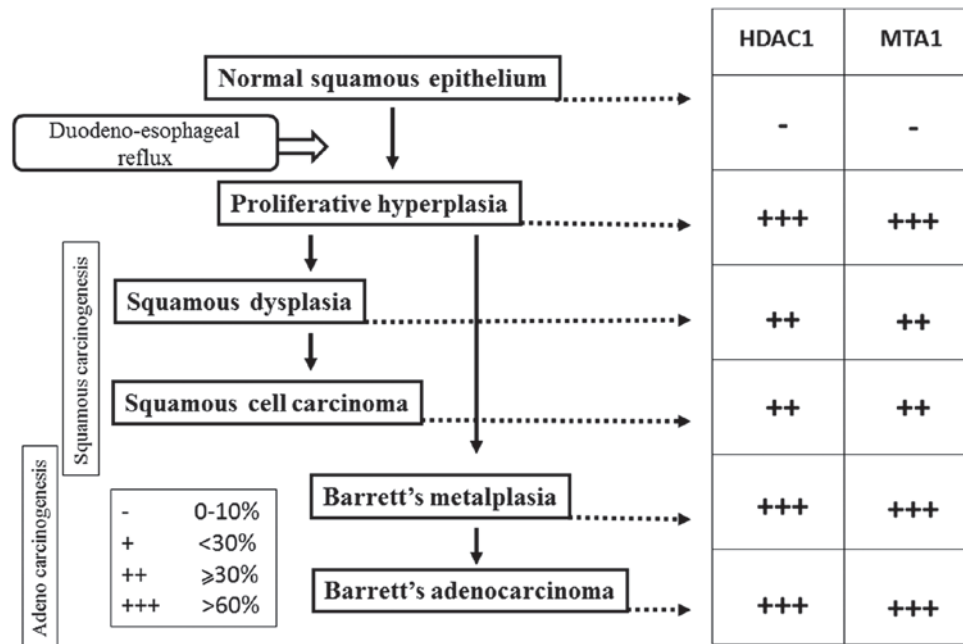 HDAC1 MTA1
Normal squamous epithelium
- -
Duodeno-esophageal
reflux
Proliferative hyperplasia
+++ +++
Squamous carcinogenesis
Squamous dysplasia
++ ++
Squamous cell carcinoma
++ ++
Adeno carcinogenesis
Barrett's metalplasia
+++ +++
Barrett's adenocarcinoma
+++ +++
- 0-10%
+ <30%
++ ⩾30%
+++ >60%